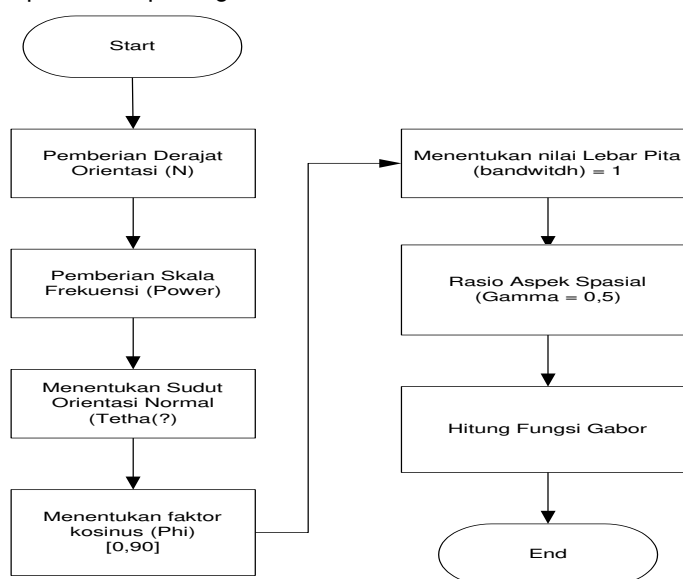 Start
Pemberian Derajat
Orientasi (N)
Pemberian Skala
Frekuensi (Power)
Menentukan Sudut
Orientasi Normal
(Tetha(?)
Menentukan faktor
kosinus (Phi)
[0,90]
Menentukan nilai Lebar Pita
(bandwitdh) = 1
Rasio Aspek Spasial
(Gamma = 0,5)
Hitung Fungsi Gabor
End